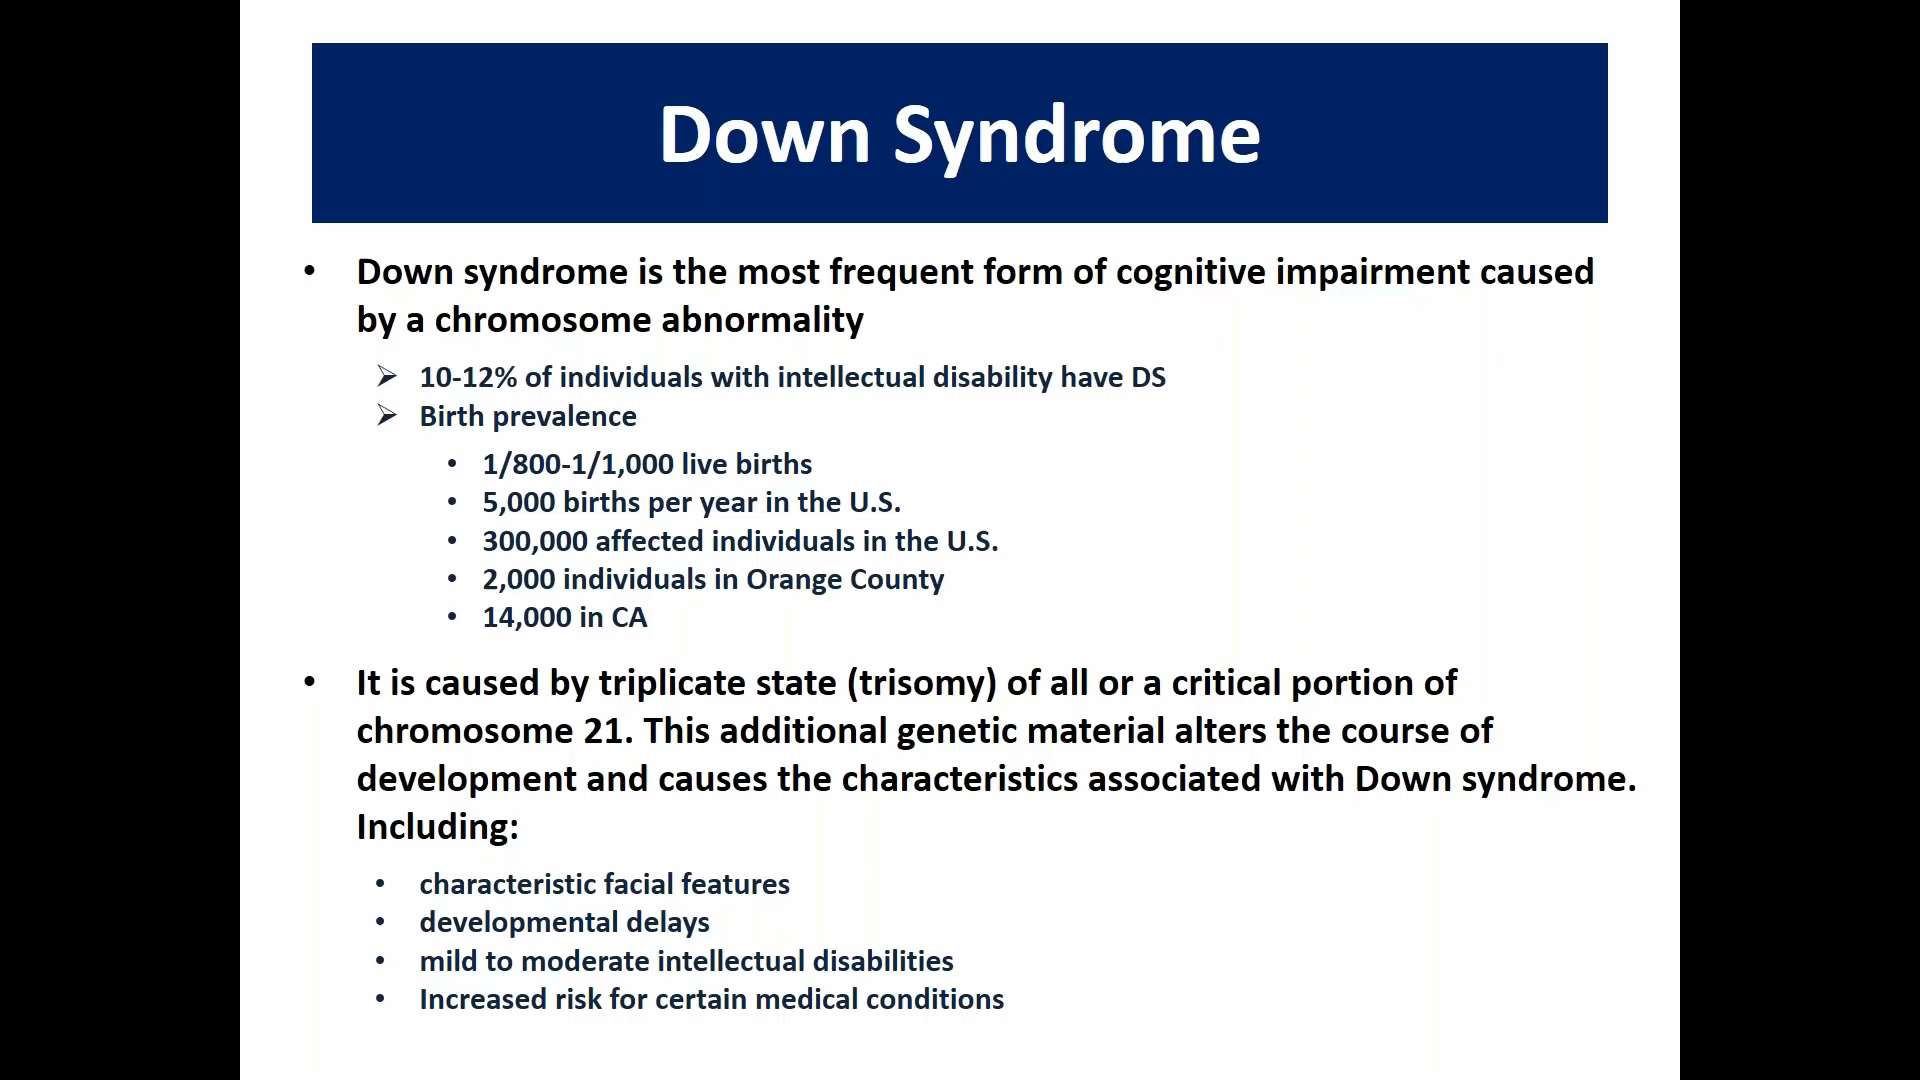 Down Syndrome
• Down syndrome is the most frequent form of cognitive impairment caused
by a chromosome abnormality
➢ 10-12% of individuals with intellectual disability have DS
➢ Birth prevalence
• 1/800-1/1,000 live births
• 5,000 births per year in the U.S.
• 300,000 affected individuals in the U.S.
• 2,000 individuals in Orange County
• 14,000 in CA
• It is caused by triplicate state (trisomy) of all or a critical portion of
chromosome 21. This additional genetic material alters the course of
development and causes the characteristics associated with Down syndrome.
Including:
• characteristic facial features
• developmental delays
• mild to moderate intellectual disabilities
• Increased risk for certain medical conditions